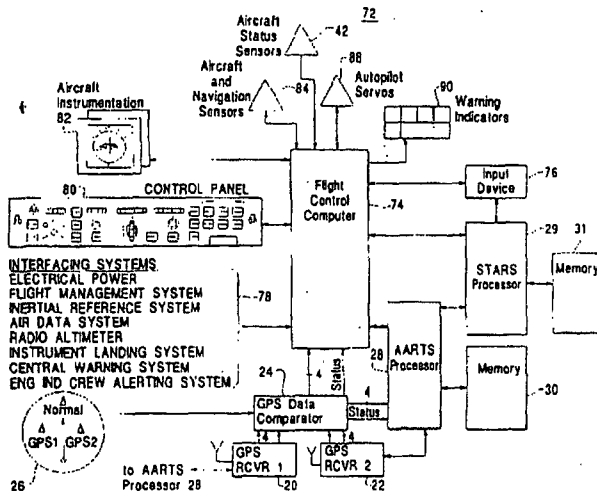 72
Aircraft
Status
Sensors
42
88
Aircraft
and
Navigation
Sensors
84
Autopilot
Servos
90
Warning
Indicators
Aircraft
Instrumentation
82
80
CONTROL PANEL
Flight
Control
Computer
74
Input
Device
76
29
31
STARS
Processor
Memory
INTERFACING SYSTEMS
ELECTRICAL POWER
FLIGHT MANAGEMENT SYSTEM
INERTIAL REFERENCE SYSTEM
AIR DATA SYSTEM
RADIO ALTIMETER
INSTRUMENT LANDING SYSTEM
CENTRAL WARNING SYSTEM
ENG IND CREW ALERTING SYSTEM
78
28
AARTS
Processor
Memory
30
4
Status
24
GPS Data
Comparator
4
Status
Normal
GPS1
GPS2
26
4
4
GPS
RCVR 1
GPS
RCVR 2
to AARTS
Processor 28
20
22